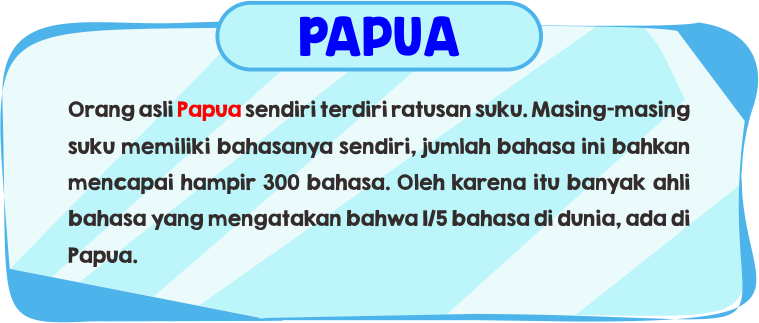 PAPUA
Orang asli Papua sendiri terdiri ratusan suku. Masing-masing
suku memiliki bahasanya sendiri, jumlah bahasa ini bahkan
mencapai hampir 300 bahasa. Oleh karena itu banyak ahli
bahasa yang mengatakan bahwa 1/5 bahasa di dunia, ada di
Papua.